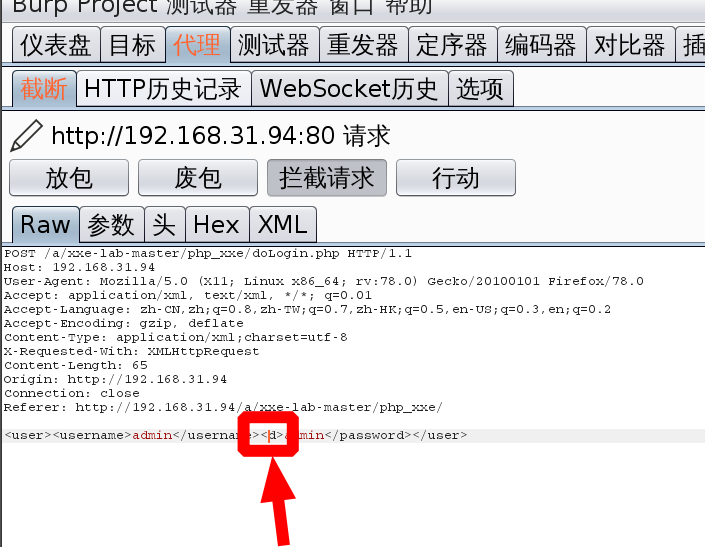 Burp Project 测试器 重发器 窗口 帮助
仪表盘 目标 代理 测试器 重发器 定序器 编码器 对比器 插
截断 HTTP历史记录 WebSocket历史 选项
http://192.168.31.94:80 请求
放包 废包 拦截请求 行动
Raw 参数 头 Hex XML
POST /a/xxe-lab-master/php_xxe/doLogin.php HTTP/1.1
Host: 192.168.31.94
User-Agent: Mozilla/5.0 (X11; Linux x86_64; rv:78.0) Gecko/20100101 Firefox/78.0
Accept: application/xml, text/xml, */*; q=0.01
Accept-Language: zh-CN,zh;q=0.8,zh-TW;q=0.7,zh-HK;q=0.5,en-US;q=0.3,en;q=0.2
Accept-Encoding: gzip, deflate
Content-Type: application/xml;charset=utf-8
X-Requested-With: XMLHttpRequest
Content-Length: 65
Origin: http://192.168.31.94
Connection: close
Referer: http://192.168.31.94/a/xxe-lab-master/php_xxe/
<user><username>admin</username><d>admin</password></user>